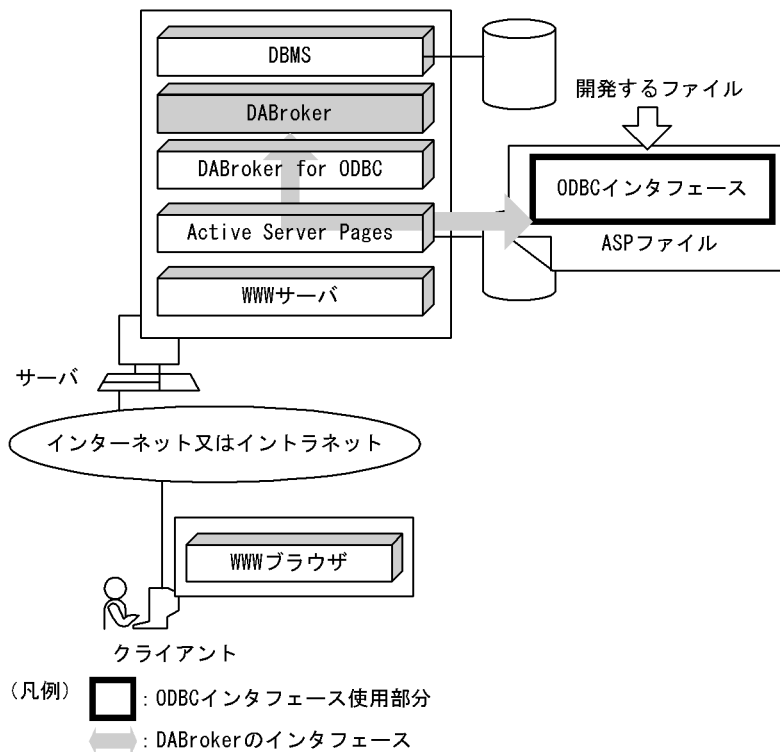 DBMS
DABroker
開発するファイル
DABroker for ODBC
ODBCインタフェース
Active Server Pages
ASPファイル
WWWサーバ
サーバ
インターネット又はイントラネット
WWWブラウザ
クライアント
(凡例)
: ODBCインタフェース使用部分
: DABrokerのインタフェース